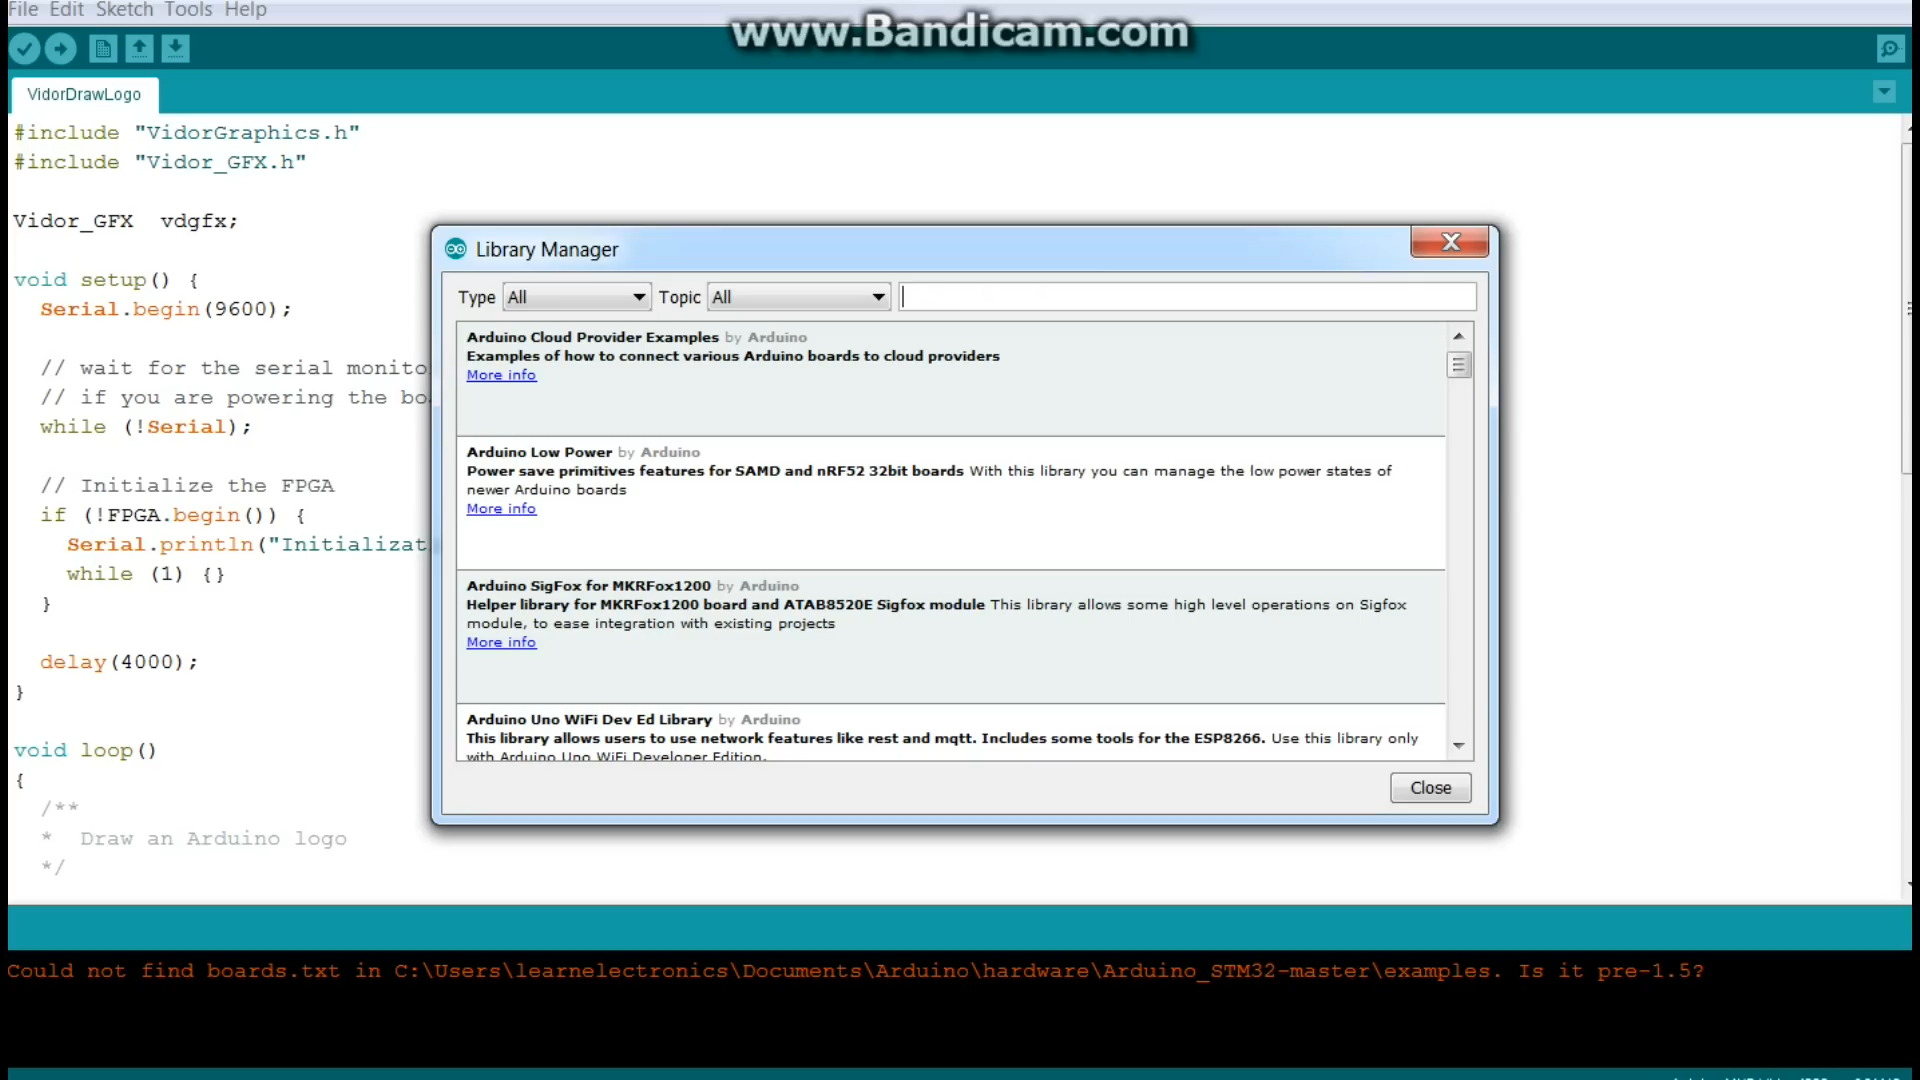 File Edit Sketch Tools Help
www.Bandicam.com
VidorDrawLogo
#include "VidorGraphics.h"
#include "Vidor_GFX.h"
Vidor_GFX  vdgfx;
void setup() {
Serial.begin(9600);
// wait for the serial monito
// if you are powering the bo
while (!Serial);
// Initialize the FPGA
if (!FPGA.begin()) {
Serial.println("Initializat
while (1) {}
}
delay(4000);
}
void loop()
{
/**
*  Draw an Arduino logo
*/
Library Manager
Type All Topic All
Arduino Cloud Provider Examples by Arduino
Examples of how to connect various Arduino boards to cloud providers
More info
Arduino Low Power by Arduino
Power save primitives features for SAMD and nRF52 32bit boards With this library you can manage the low power states of
newer Arduino boards
More info
Arduino SigFox for MKRFox1200 by Arduino
Helper library for MKRFox1200 board and ATAB8520E Sigfox module This library allows some high level operations on Sigfox
module, to ease integration with existing projects
More info
Arduino Uno WiFi Dev Ed Library by Arduino
This library allows users to use network features like rest and mqtt. Includes some tools for the ESP8266. Use this library only
with Arduino Uno WiFi Developer Edition.
Close
Could not find boards.txt in C:\Users\learnelectronics\Documents\Arduino\hardware\Arduino_STM32-master\examples. Is it pre-1.5?